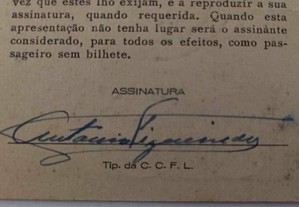 vez que estes lho exijam, e a reproduzir a sua
assinatura, quando requerida. Quando esta
apresentação não tenha lugar será o assinante
considerado, para todos os efeitos, como pas-
sageiro sem bilhete.
ASSINATURA
Tip. da C. C. F. L.